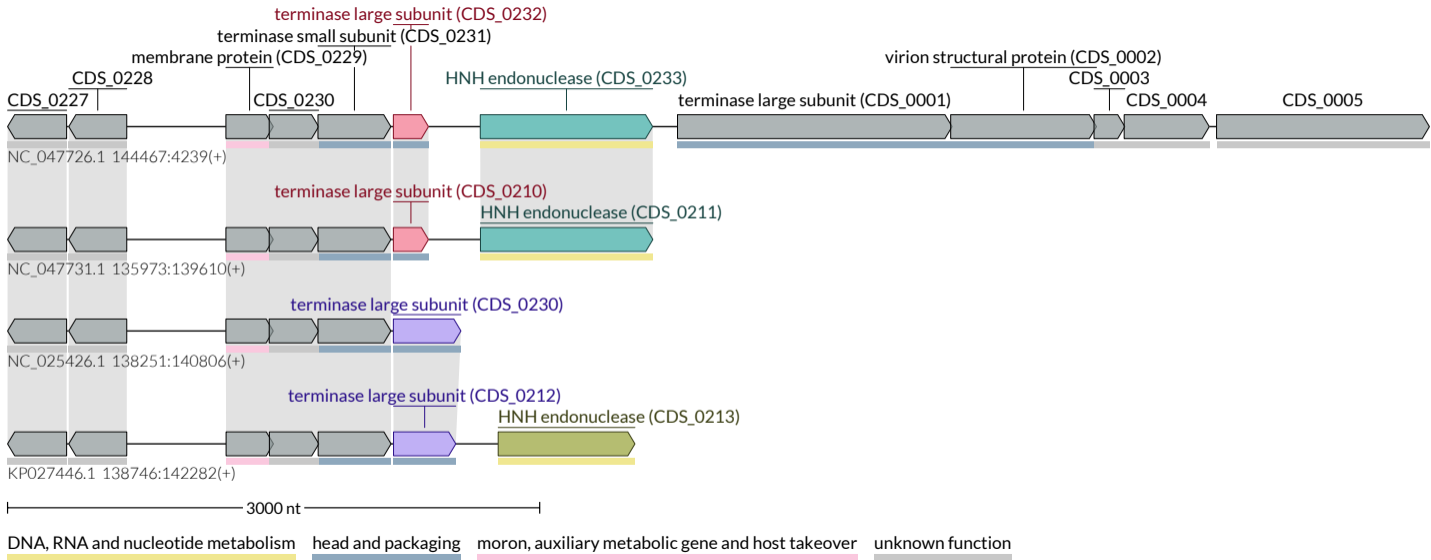 terminase large subunit (CDS_0232)
terminase small subunit (CDS_0231)
membrane protein (CDS_0229)
virion structural protein (CDS_0002)
CDS_0228
HNH endonuclease (CDS_0233)
CDS_0003
CDS_0227
CDS_0230
terminase large subunit (CDS_0001)
CDS_0004
CDS_0005
NC_047726.1 144467:4239(+)
terminase large subunit (CDS_0210)
HNH endonuclease (CDS_0211)
NC_047731.1 135973:139610(+)
terminase large subunit (CDS_0230)
NC_025426.1 138251:140806(+)
terminase large subunit (CDS_0212)
HNH endonuclease (CDS_0213)
KP027446.1 138746:142282(+)
3000 nt
DNA, RNA and nucleotide metabolism
head and packaging
moron, auxiliary metabolic gene and host takeover
unknown function